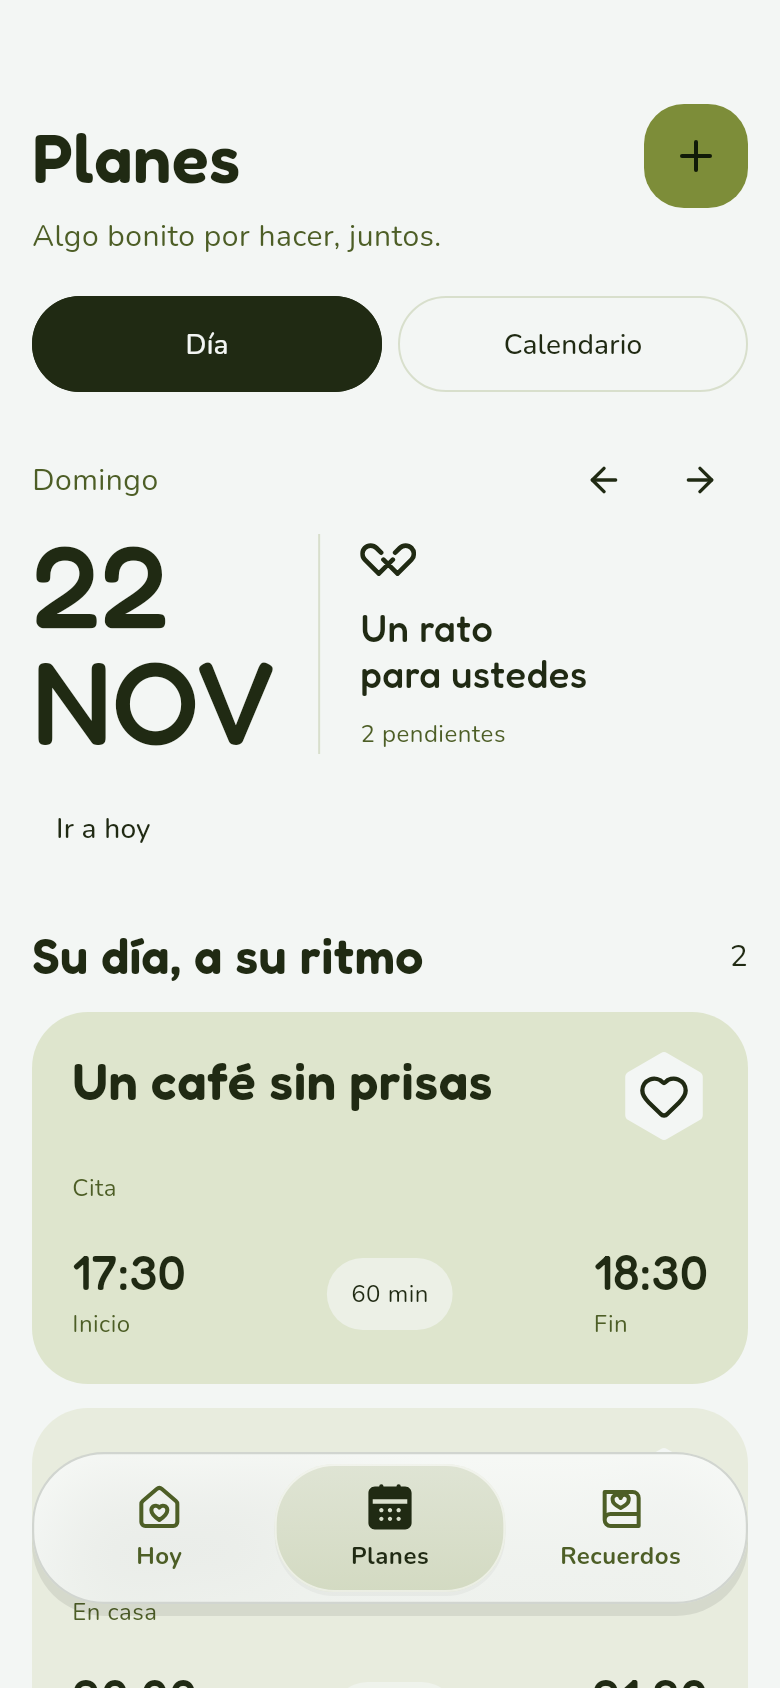 Planes
Algo bonito por hacer, juntos.
Día
Calendario
Domingo
22
NOV
Un rato
para ustedes
2 pendientes
Ir a hoy
Su día, a su ritmo
2
Un café sin prisas
Cita
17:30
60 min
18:30
Inicio
Fin
Hoy
Planes
Recuerdos
En casa